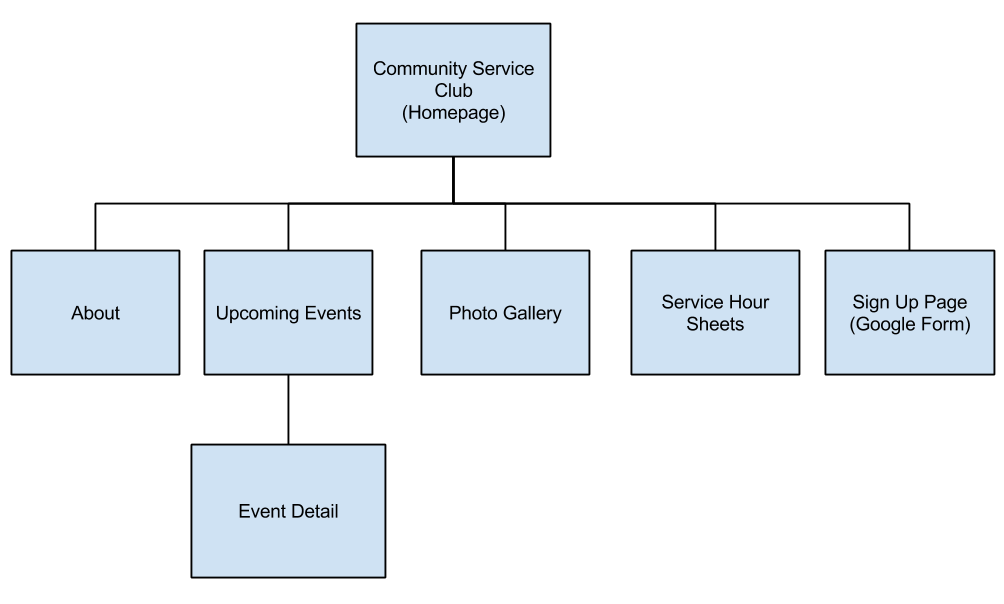 Community Service
Club
(Homepage)
About
Upcoming Events
Photo Gallery
Service Hour
Sheets
Sign Up Page
(Google Form)
Event Detail